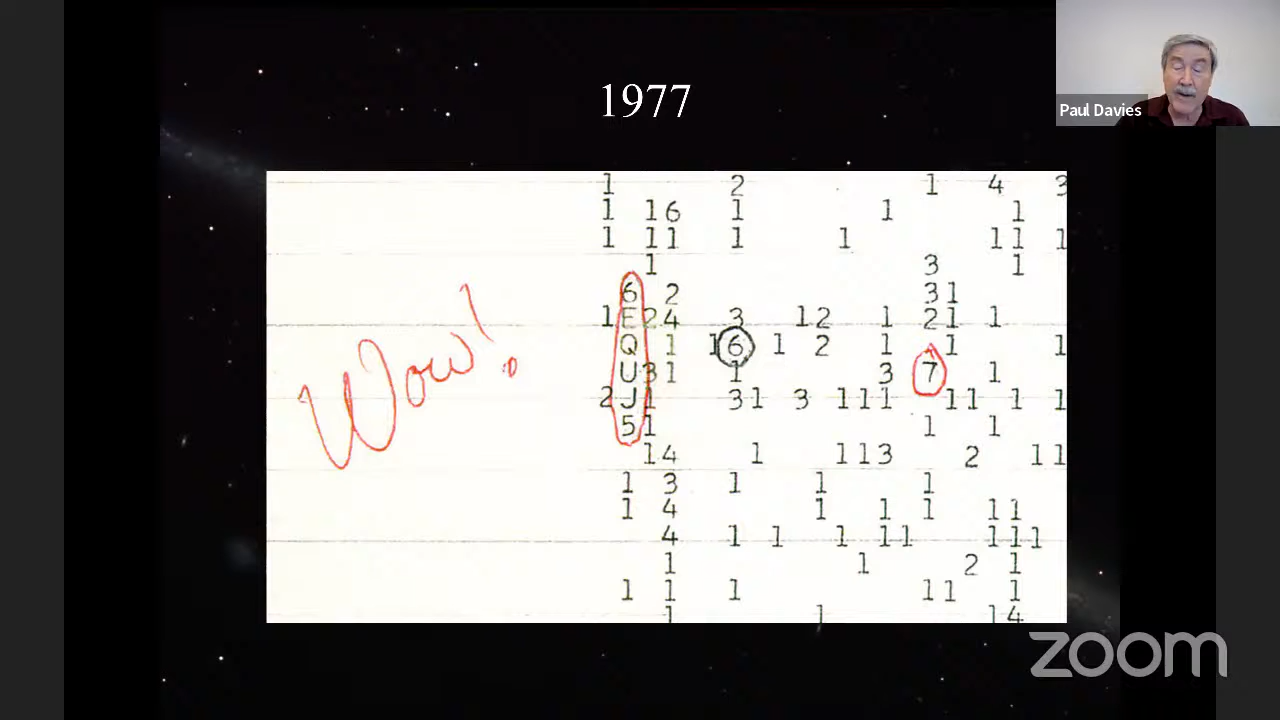 1977
Paul Davies
1 2 1 4 3
1 16 1 1 1
1 11 1 1 11 1
1 3 1
6 2 31
1E24 3 12 1 21 1
Q 1 16 1 2 1 1 1
U31 1 3 7 1
2J1 31 3 111 11 1 1
51 1 1
14 1 113 2 11
1 3 1 1 1
1 4 1 1 1 11
4 1 1 1 11 111
1 1 2 1
1 1 1 11 1
1 1 14
Wow!
zoom